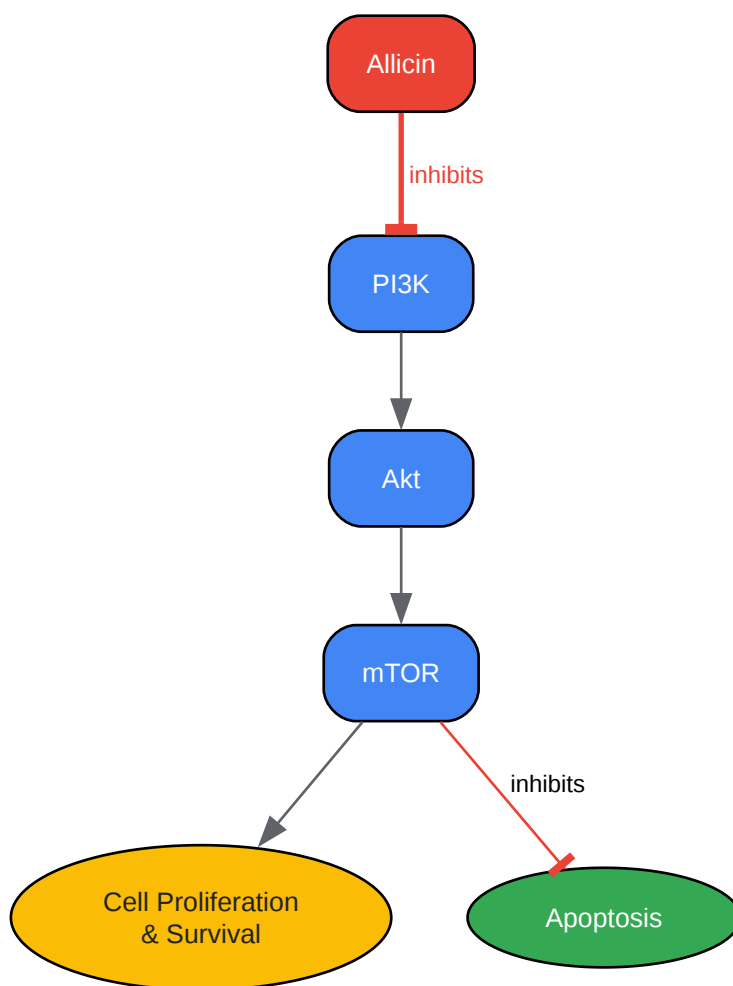 Allicin
inhibits
PI3K
Akt
mTOR
inhibits
Cell Proliferation
& Survival
Apoptosis